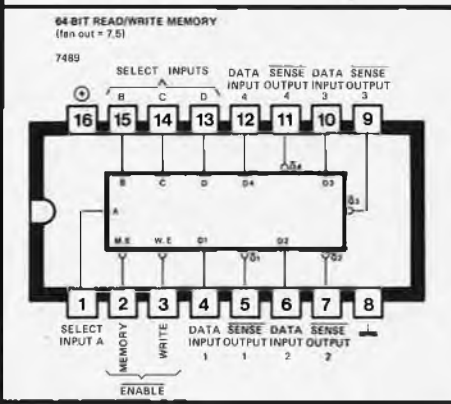 64-BIT READ/WRITE MEMORY
(fan out = 7,5)
7489
SELECT INPUTS
B C D
DATA INPUT 4
SENSE OUTPUT 4
DATA INPUT 3
SENSE OUTPUT 3
16 15 14 13 12 11 10 9
B C D D4 Q4 D3
A Q3
M.E W.E D1 Q1 D2 Q2
1 2 3 4 5 6 7 8
SELECT INPUT A
MEMORY
WRITE
ENABLE
DATA INPUT 1
SENSE OUTPUT 1
DATA INPUT 2
SENSE OUTPUT 2